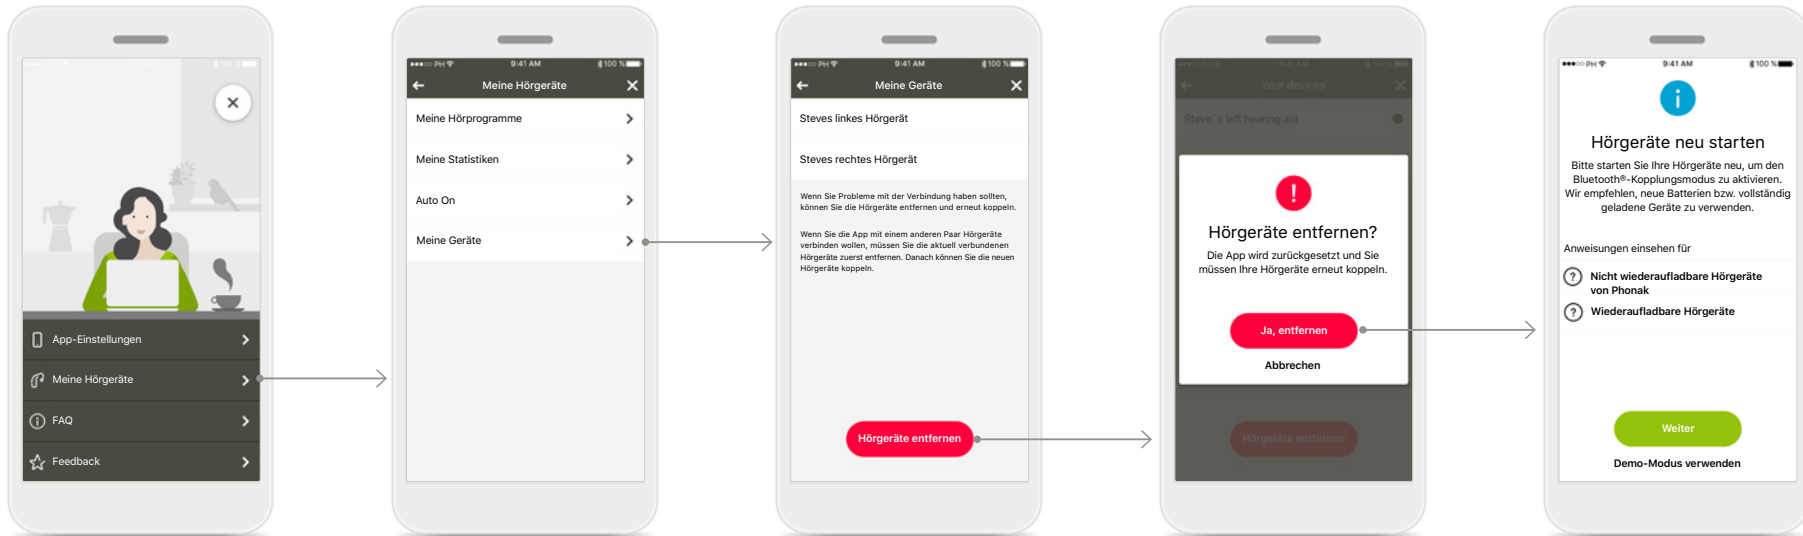 App-Einstellungen
Meine Hörgeräte
FAQ
Feedback
PH 9:41 AM 100 %
Meine Hörgeräte
Meine Hörprogramme
Meine Statistiken
Auto On
Meine Geräte
PH 9:41 AM 100 %
Meine Geräte
Steves linkes Hörgerät
Steves rechtes Hörgerät
Wenn Sie Probleme mit der Verbindung haben sollten,
können Sie die Hörgeräte entfernen und erneut koppeln.
Wenn Sie die App mit einem anderen Paar Hörgeräte
verbinden wollen, müssen Sie die aktuell verbundenen
Hörgeräte zuerst entfernen. Danach können Sie die neuen
Hörgeräte koppeln.
Hörgeräte entfernen
Your devices
Steve´s left hearing aid
Hörgeräte entfernen?
Die App wird zurückgesetzt und Sie
müssen Ihre Hörgeräte erneut koppeln.
Ja, entfernen
Abbrechen
Hörgeräte entfernen
PH 9:41 AM 100 %
Hörgeräte neu starten
Bitte starten Sie Ihre Hörgeräte neu, um den
Bluetooth®-Kopplungsmodus zu aktivieren.
Wir empfehlen, neue Batterien bzw. vollständig
geladene Geräte zu verwenden.
Anweisungen einsehen für
Nicht wiederaufladbare Hörgeräte
von Phonak
Wiederaufladbare Hörgeräte
Weiter
Demo-Modus verwenden